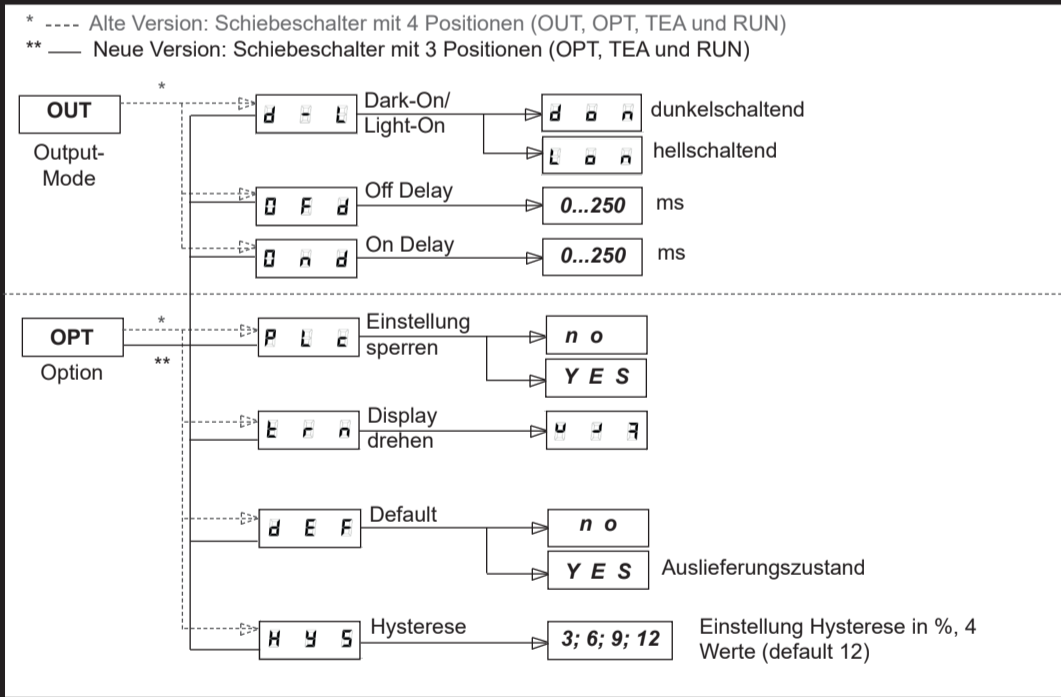 * ---- Alte Version: Schiebeschalter mit 4 Positionen (OUT, OPT, TEA und RUN)
** — Neue Version: Schiebeschalter mit 3 Positionen (OPT, TEA und RUN)
*
OUT
Output-
Mode
d - L
Dark-On/
Light-On
d o n
dunkelschaltend
L o n
hellschaltend
O F d
Off Delay
0...250
ms
O n d
On Delay
0...250
ms
OPT
Option
*
**
P L c
Einstellung
sperren
n o
Y E S
t r n
Display
drehen
d E F
Default
n o
Y E S
Auslieferungszustand
H Y S
Hysterese
3; 6; 9; 12
Einstellung Hysterese in %, 4
Werte (default 12)